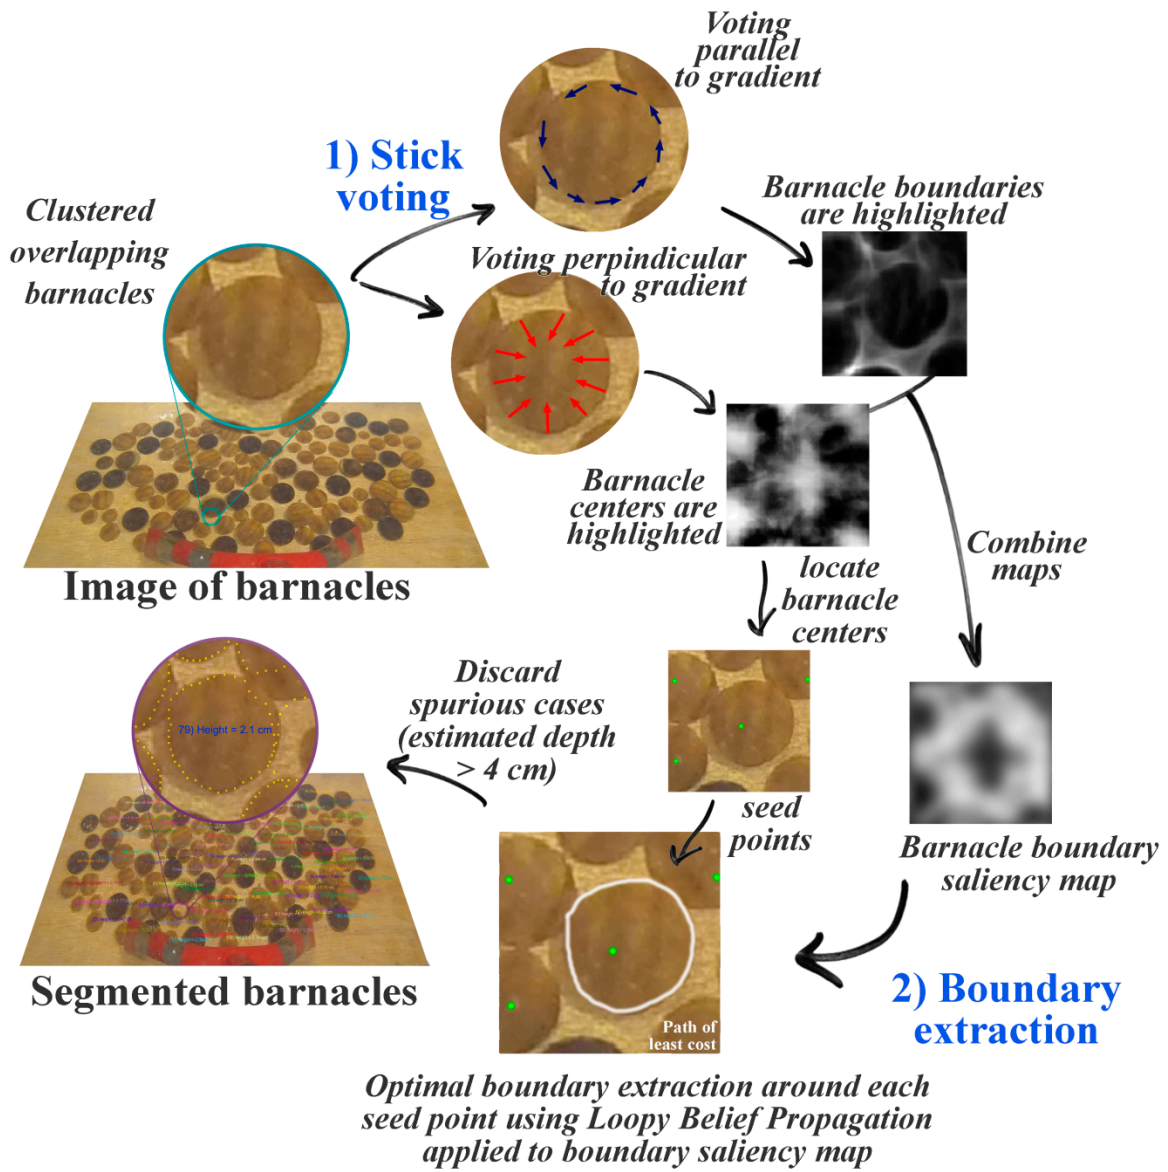 Voting
parallel
to gradient
1) Stick
voting
Clustered
overlapping
barnacles
Barnacle boundaries
are highlighted
Voting perpindicular
to gradient
Barnacle
centers are
highlighted
Image of barnacles
Combine
maps
locate
barnacle
centers
Discard
spurious cases
(estimated depth
> 4 cm)
79) Height = 2.1 cm
seed
points
Barnacle boundary
saliency map
Segmented barnacles
2) Boundary
extraction
Path of
least cost
Optimal boundary extraction around each
seed point using Loopy Belief Propagation
applied to boundary saliency map